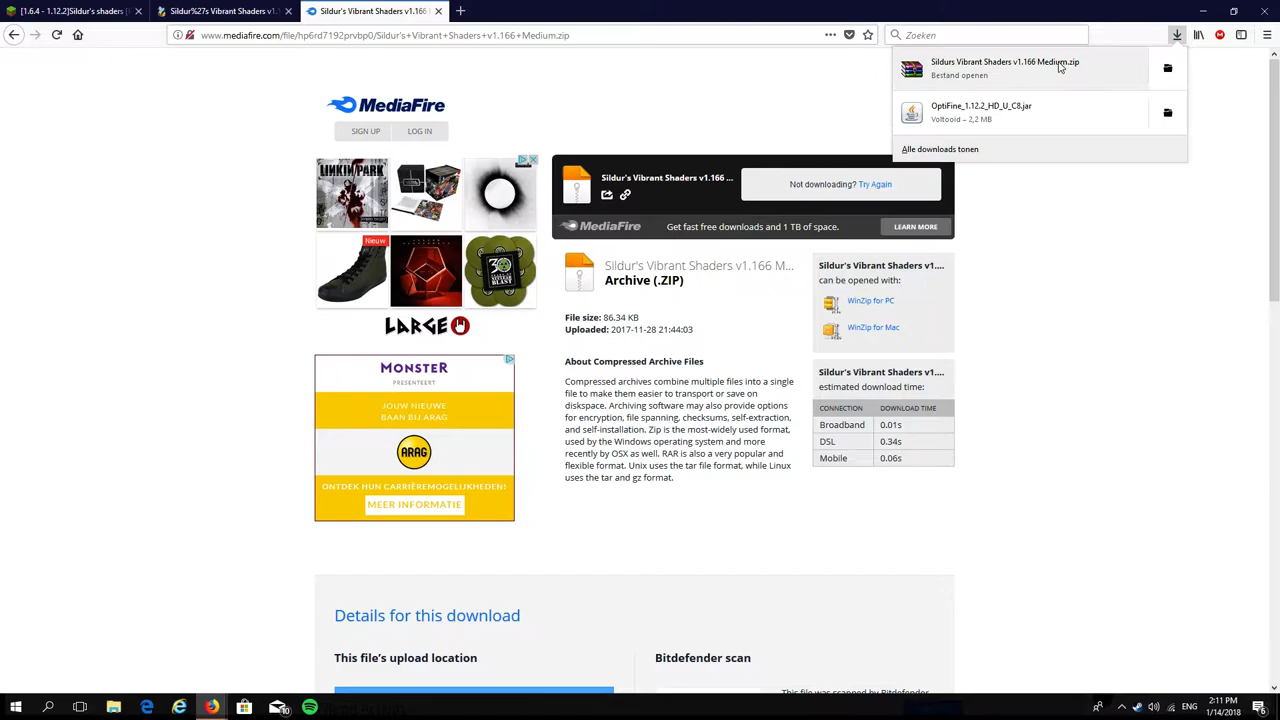 [1.6.4 - 1.12.2]Sildur's shaders [
Sildur%27s Vibrant Shaders v1.
Sildur's Vibrant Shaders v1.166
www.mediafire.com/file/hp6rd7192prvbp0/Sildur's+Vibrant+Shaders+v1.166+Medium.zip
Zoeken
Sildurs Vibrant Shaders v1.166 Medium.zip
Bestand openen
OptiFine_1.12.2_HD_U_C8.jar
Voltooid – 2,2 MB
Alle downloads tonen
MediaFire
SIGN UP
LOG IN
LINKIN PARK
Nieuw
LARGE
Sildur's Vibrant Shaders v1.166 ...
Not downloading? Try Again
MediaFire
Get fast free downloads and 1 TB of space.
LEARN MORE
Sildur's Vibrant Shaders v1.166 M...
Archive (.ZIP)
File size: 86.34 KB
Uploaded: 2017-11-28 21:44:03
About Compressed Archive Files
Compressed archives combine multiple files into a single
file to make them easier to transport or save on
diskspace. Archiving software may also provide options
for encryption, file spanning, checksums, self-extraction,
and self-installation. Zip is the most-widely used format,
used by the Windows operating system and more
recently by OSX as well. RAR is also a very popular and
flexible format. Unix uses the tar file format, while Linux
uses the tar and gz format.
Sildur's Vibrant Shaders v1....
can be opened with:
WinZip for PC
WinZip for Mac
Sildur's Vibrant Shaders v1....
estimated download time:
CONNECTION DOWNLOAD TIME
Broadband 0.01s
DSL 0.34s
Mobile 0.06s
MONSTER
PRESENTEERT
JOUW NIEUWE
BAAN BIJ ARAG
ARAG
ONTDEK HUN CARRIÈREMOGELIJKHEDEN!
MEER INFORMATIE
Details for this download
This file's upload location
Bitdefender scan
This file was scanned by Bitdefender
ENG
2:11 PM
1/14/2018